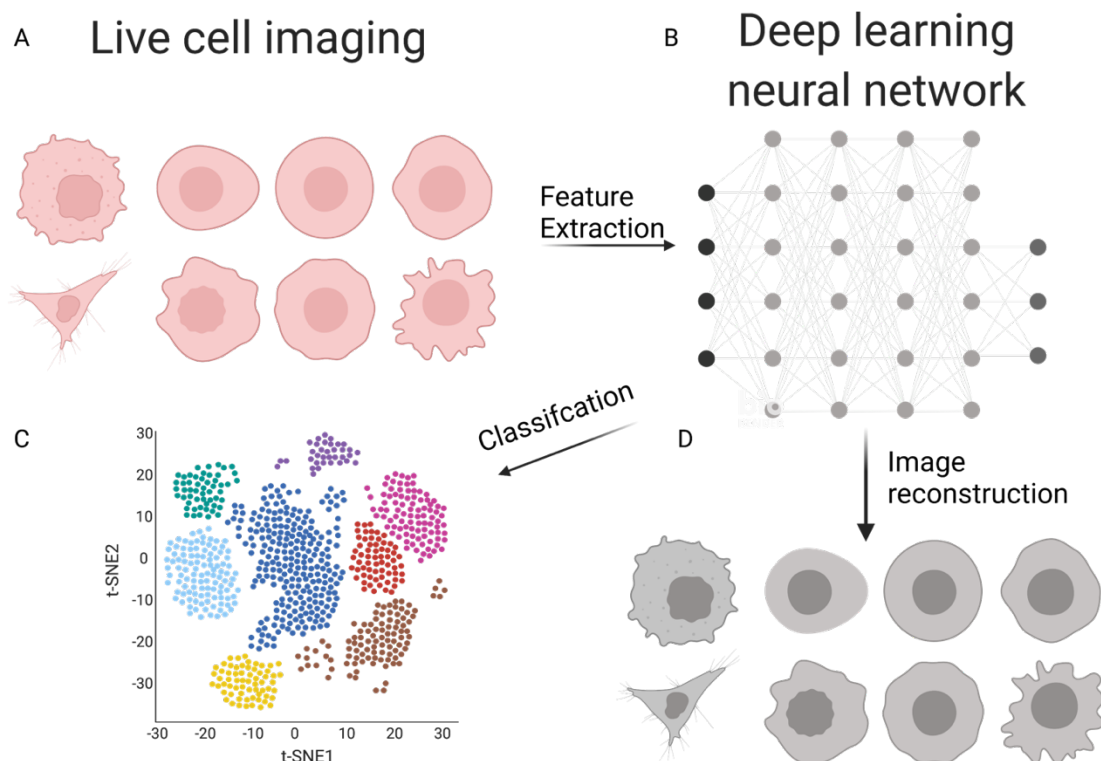 A
Live cell imaging
B
Deep learning
neural network
Feature
Extraction
Classifcation
C
D
Image
reconstruction
30
20
10
0
-10
-20
-30
t-SNE2
-30
-20
-10
0
10
20
30
t-SNE1